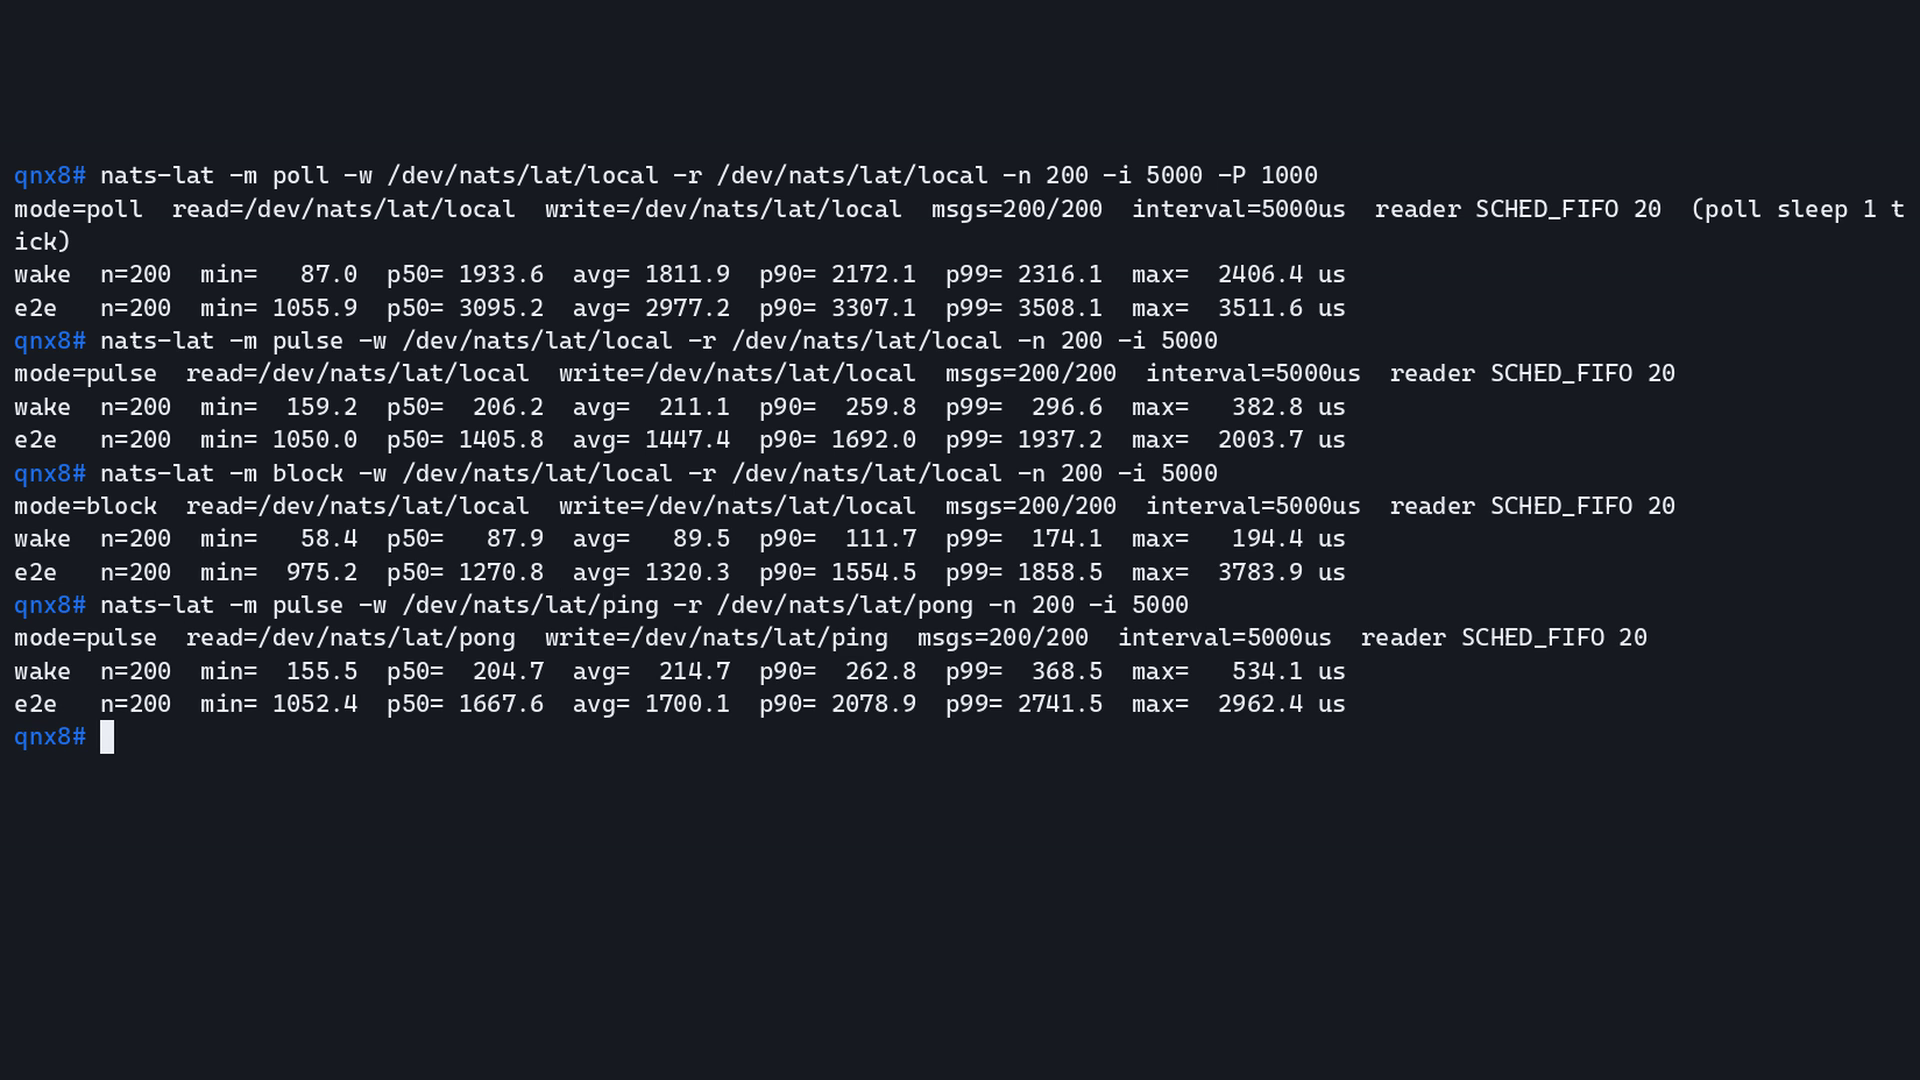 qnx8# nats-lat -m poll -w /dev/nats/lat/local -r /dev/nats/lat/local -n 200 -i 5000 -P 1000
mode=poll  read=/dev/nats/lat/local  write=/dev/nats/lat/local  msgs=200/200  interval=5000us  reader SCHED_FIFO 20  (poll sleep 1 t
ick)
wake  n=200  min=   87.0  p50= 1933.6  avg= 1811.9  p90= 2172.1  p99= 2316.1  max=  2406.4 us
e2e   n=200  min= 1055.9  p50= 3095.2  avg= 2977.2  p90= 3307.1  p99= 3508.1  max=  3511.6 us
qnx8# nats-lat -m pulse -w /dev/nats/lat/local -r /dev/nats/lat/local -n 200 -i 5000
mode=pulse  read=/dev/nats/lat/local  write=/dev/nats/lat/local  msgs=200/200  interval=5000us  reader SCHED_FIFO 20
wake  n=200  min=  159.2  p50=  206.2  avg=  211.1  p90=  259.8  p99=  296.6  max=   382.8 us
e2e   n=200  min= 1050.0  p50= 1405.8  avg= 1447.4  p90= 1692.0  p99= 1937.2  max=  2003.7 us
qnx8# nats-lat -m block -w /dev/nats/lat/local -r /dev/nats/lat/local -n 200 -i 5000
mode=block  read=/dev/nats/lat/local  write=/dev/nats/lat/local  msgs=200/200  interval=5000us  reader SCHED_FIFO 20
wake  n=200  min=   58.4  p50=   87.9  avg=   89.5  p90=  111.7  p99=  174.1  max=   194.4 us
e2e   n=200  min=  975.2  p50= 1270.8  avg= 1320.3  p90= 1554.5  p99= 1858.5  max=  3783.9 us
qnx8# nats-lat -m pulse -w /dev/nats/lat/ping -r /dev/nats/lat/pong -n 200 -i 5000
mode=pulse  read=/dev/nats/lat/pong  write=/dev/nats/lat/ping  msgs=200/200  interval=5000us  reader SCHED_FIFO 20
wake  n=200  min=  155.5  p50=  204.7  avg=  214.7  p90=  262.8  p99=  368.5  max=   534.1 us
e2e   n=200  min= 1052.4  p50= 1667.6  avg= 1700.1  p90= 2078.9  p99= 2741.5  max=  2962.4 us
qnx8#